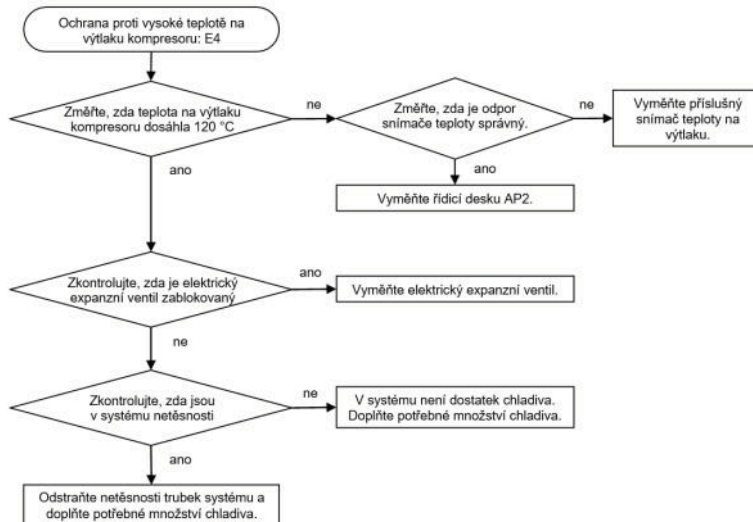 Ochrana proti vysoké teplotě na
výtlaku kompresoru: E4
Změřte, zda teplota na výtlaku
kompresoru dosáhla 120 °C
ne
Změřte, zda je odpor
snímače teploty správný.
ne
Vyměňte příslušný
snímač teploty na
výtlaku.
ano
ano
Vyměňte řídicí desku AP2.
Zkontrolujte, zda je elektrický
expanzní ventil zablokovaný
ano
Vyměňte elektrický expanzní ventil.
ne
Zkontrolujte, zda jsou
v systému netěsnosti
ne
V systému není dostatek chladiva.
Doplňte potřebné množství chladiva.
ano
Odstraňte netěsnosti trubek systému a
doplňte potřebné množství chladiva.